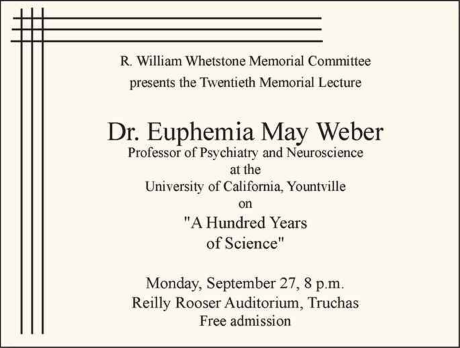 R. William Whetstone Memorial Committee
presents the Twentieth Memorial Lecture
Dr. Euphemia May Weber
Professor of Psychiatry and Neuroscience
at the
University of California, Yountville
on
"A Hundred Years
of Science"
Monday, September 27, 8 p.m.
Reilly Rooser Auditorium, Truchas
Free admission